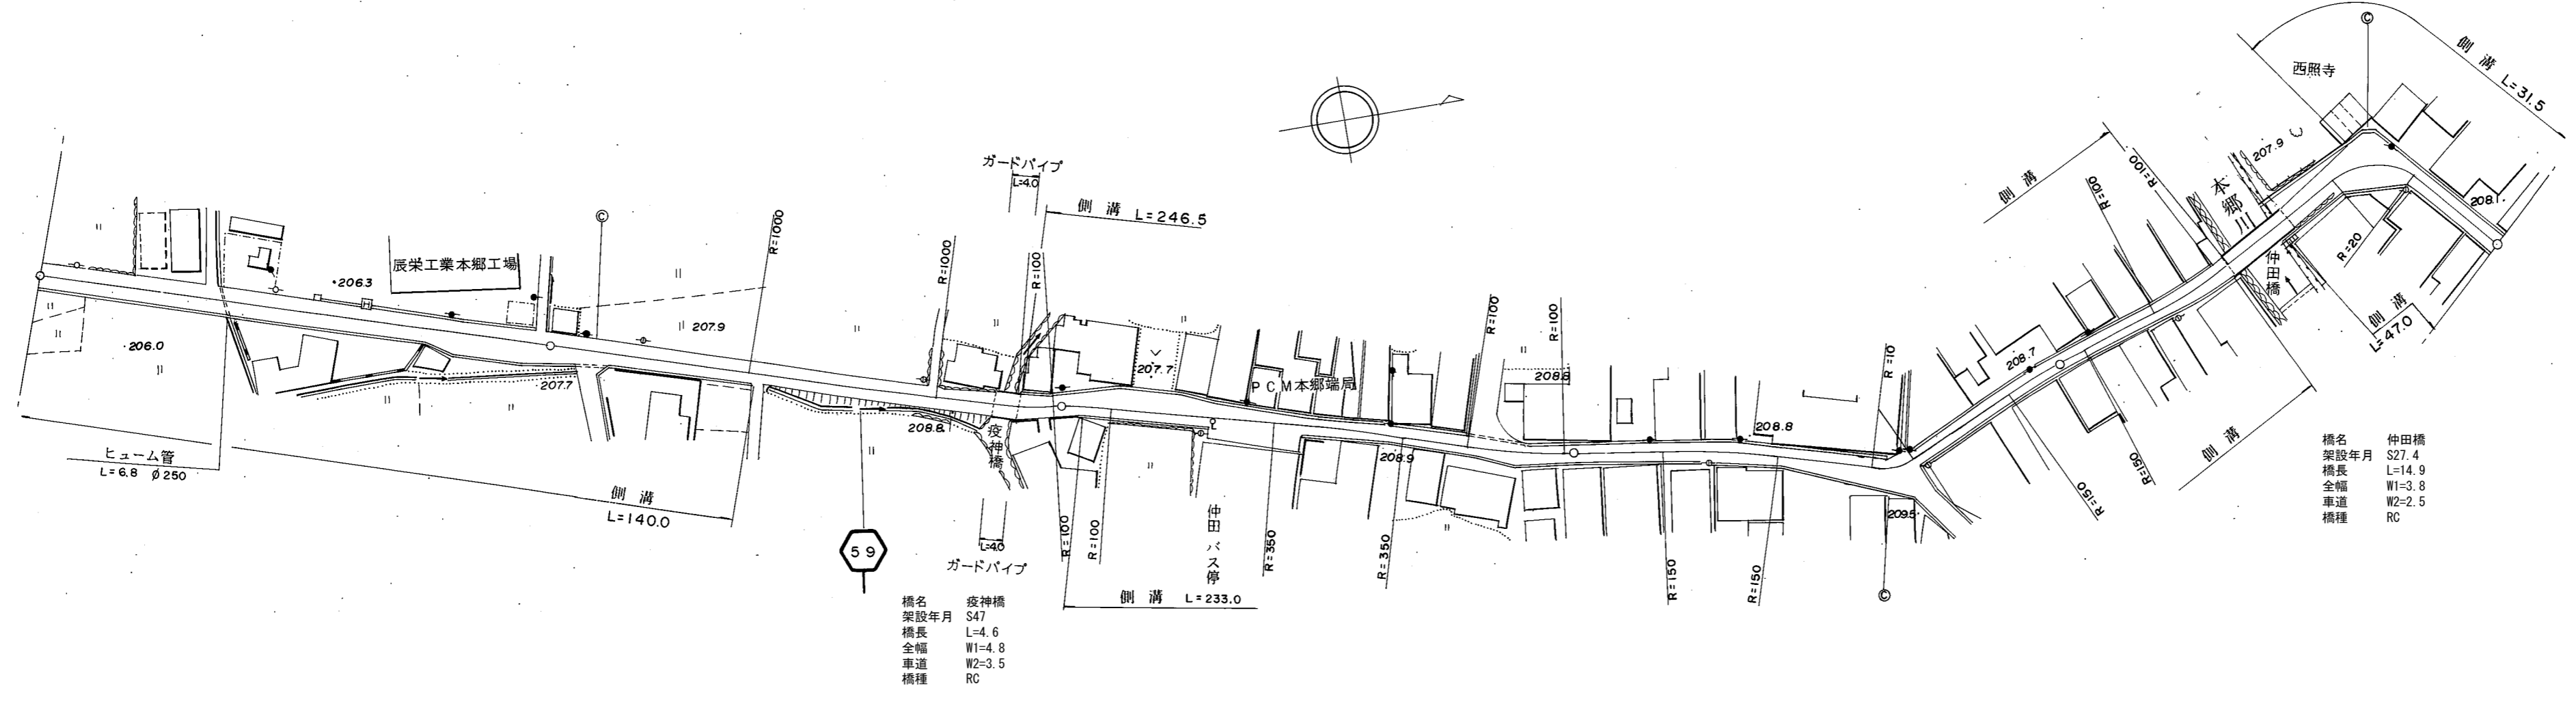 側溝 L=31.5
西照寺
207.9
本郷川
仲田橋
208.1
R=20
側溝
L=47.0
側溝
R=100
R=100
ガードパイプ
L=4.0
側溝 L=246.5
R=1000
R=1000
R=100
206.3
辰栄工業本郷工場
H
207.9
206.0
207.7
ヒューム管
L=6.8 φ250
側溝
L=140.0
59
208.8
疫神橋
L=4.0
ガードパイプ
R=100
R=100
側溝 L=233.0
207.7
PCM本郷端局
仲田バス停
R=350
R=350
208.9
R=100
R=100
208.8
208.8
R=150
R=150
R=10
209.5
208.7
R=150
R=150
側溝
C
C
C
橋名 疫神橋
架設年月 S47
橋長 L=4.6
全幅 W1=4.8
車道 W2=3.5
橋種 RC
橋名 仲田橋
架設年月 S27.4
橋長 L=14.9
全幅 W1=3.8
車道 W2=2.5
橋種 RC